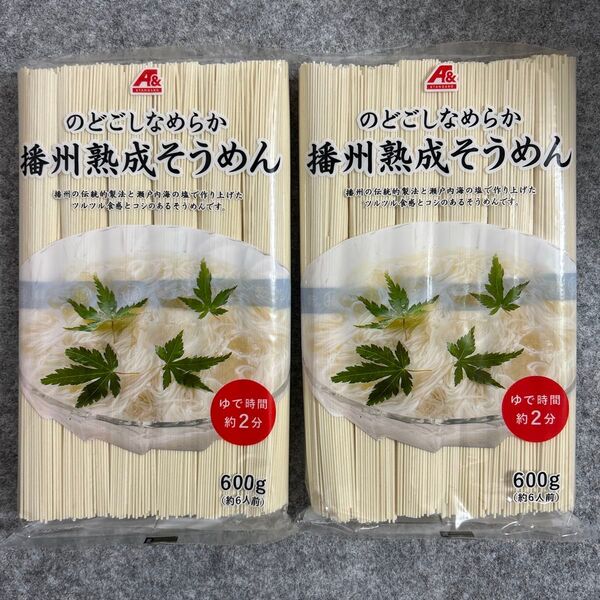 A&
STANDARD
のどごしなめらか
播州熟成そうめん
播州の伝統的製法と瀬戸内海の塩で作り上げた
ツルツル食感とコシのあるそうめんです。
ゆで時間
約2分
600g
(約6人前)
A&
STANDARD
のどごしなめらか
播州熟成そうめん
播州の伝統的製法と瀬戸内海の塩で作り上げた
ツルツル食感とコシのあるそうめんです。
ゆで時間
約2分
600g
(約6人前)